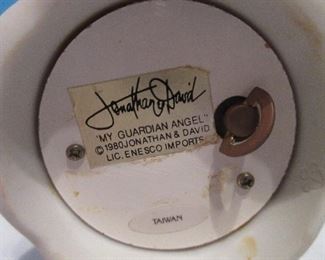 Jonathan & David
"MY GUARDIAN ANGEL"
©1980 JONATHAN & DAVID
LIC. ENESCO IMPORTS
TAIWAN